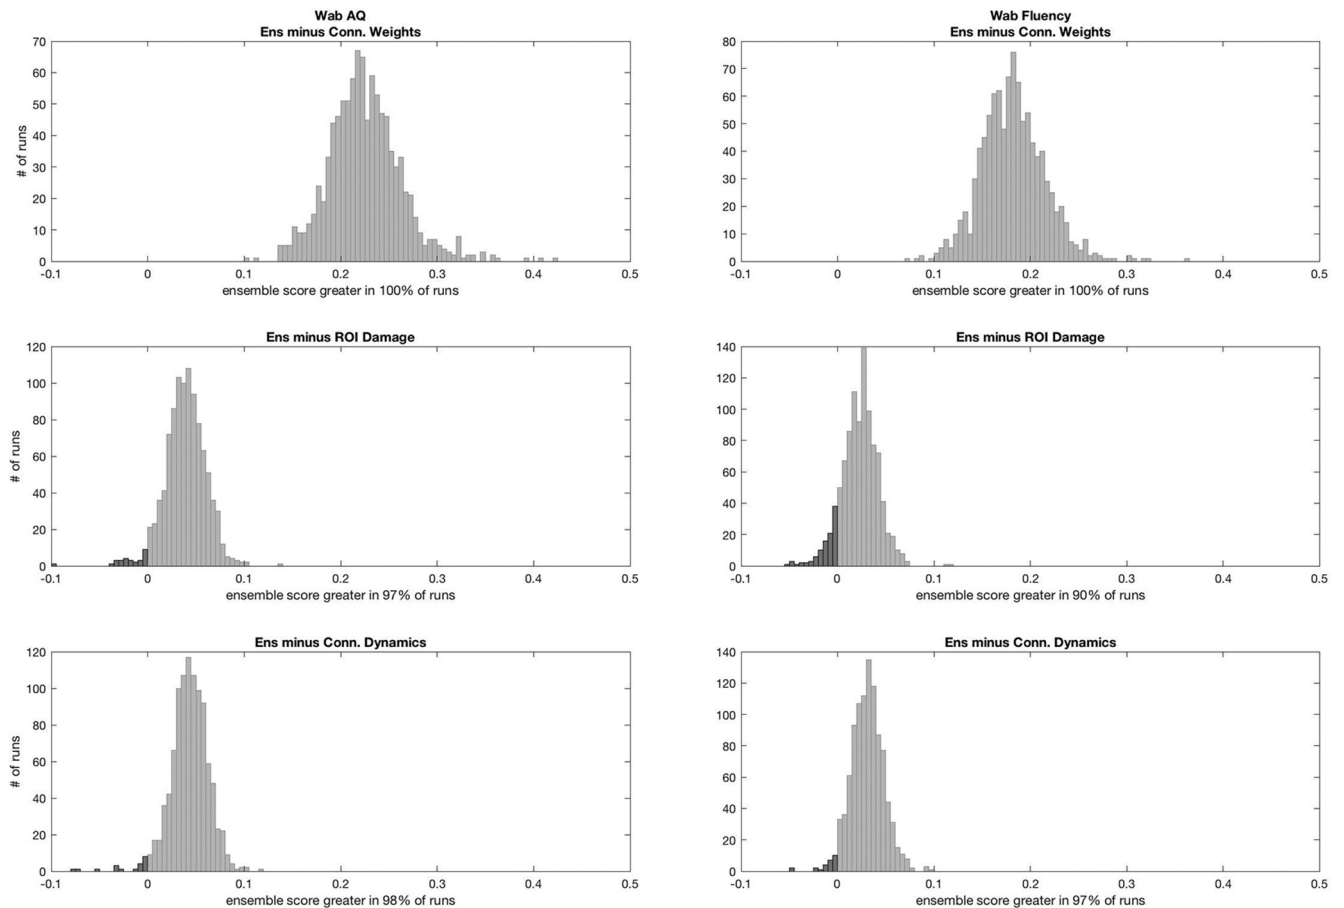 Wab AQ
Ens minus Conn. Weights
70
60
50
40
30
20
10
0
# of runs
-0.1 0 0.1 0.2 0.3 0.4 0.5
ensemble score greater in 100% of runs
Wab Fluency
Ens minus Conn. Weights
80
70
60
50
40
30
20
10
0
-0.1 0 0.1 0.2 0.3 0.4 0.5
ensemble score greater in 100% of runs
Ens minus ROI Damage
120
100
80
60
40
20
0
# of runs
-0.1 0 0.1 0.2 0.3 0.4 0.5
ensemble score greater in 97% of runs
Ens minus ROI Damage
140
120
100
80
60
40
20
0
-0.1 0 0.1 0.2 0.3 0.4 0.5
ensemble score greater in 90% of runs
Ens minus Conn. Dynamics
120
100
80
60
40
20
0
# of runs
-0.1 0 0.1 0.2 0.3 0.4 0.5
ensemble score greater in 98% of runs
Ens minus Conn. Dynamics
140
120
100
80
60
40
20
0
-0.1 0 0.1 0.2 0.3 0.4 0.5
ensemble score greater in 97% of runs